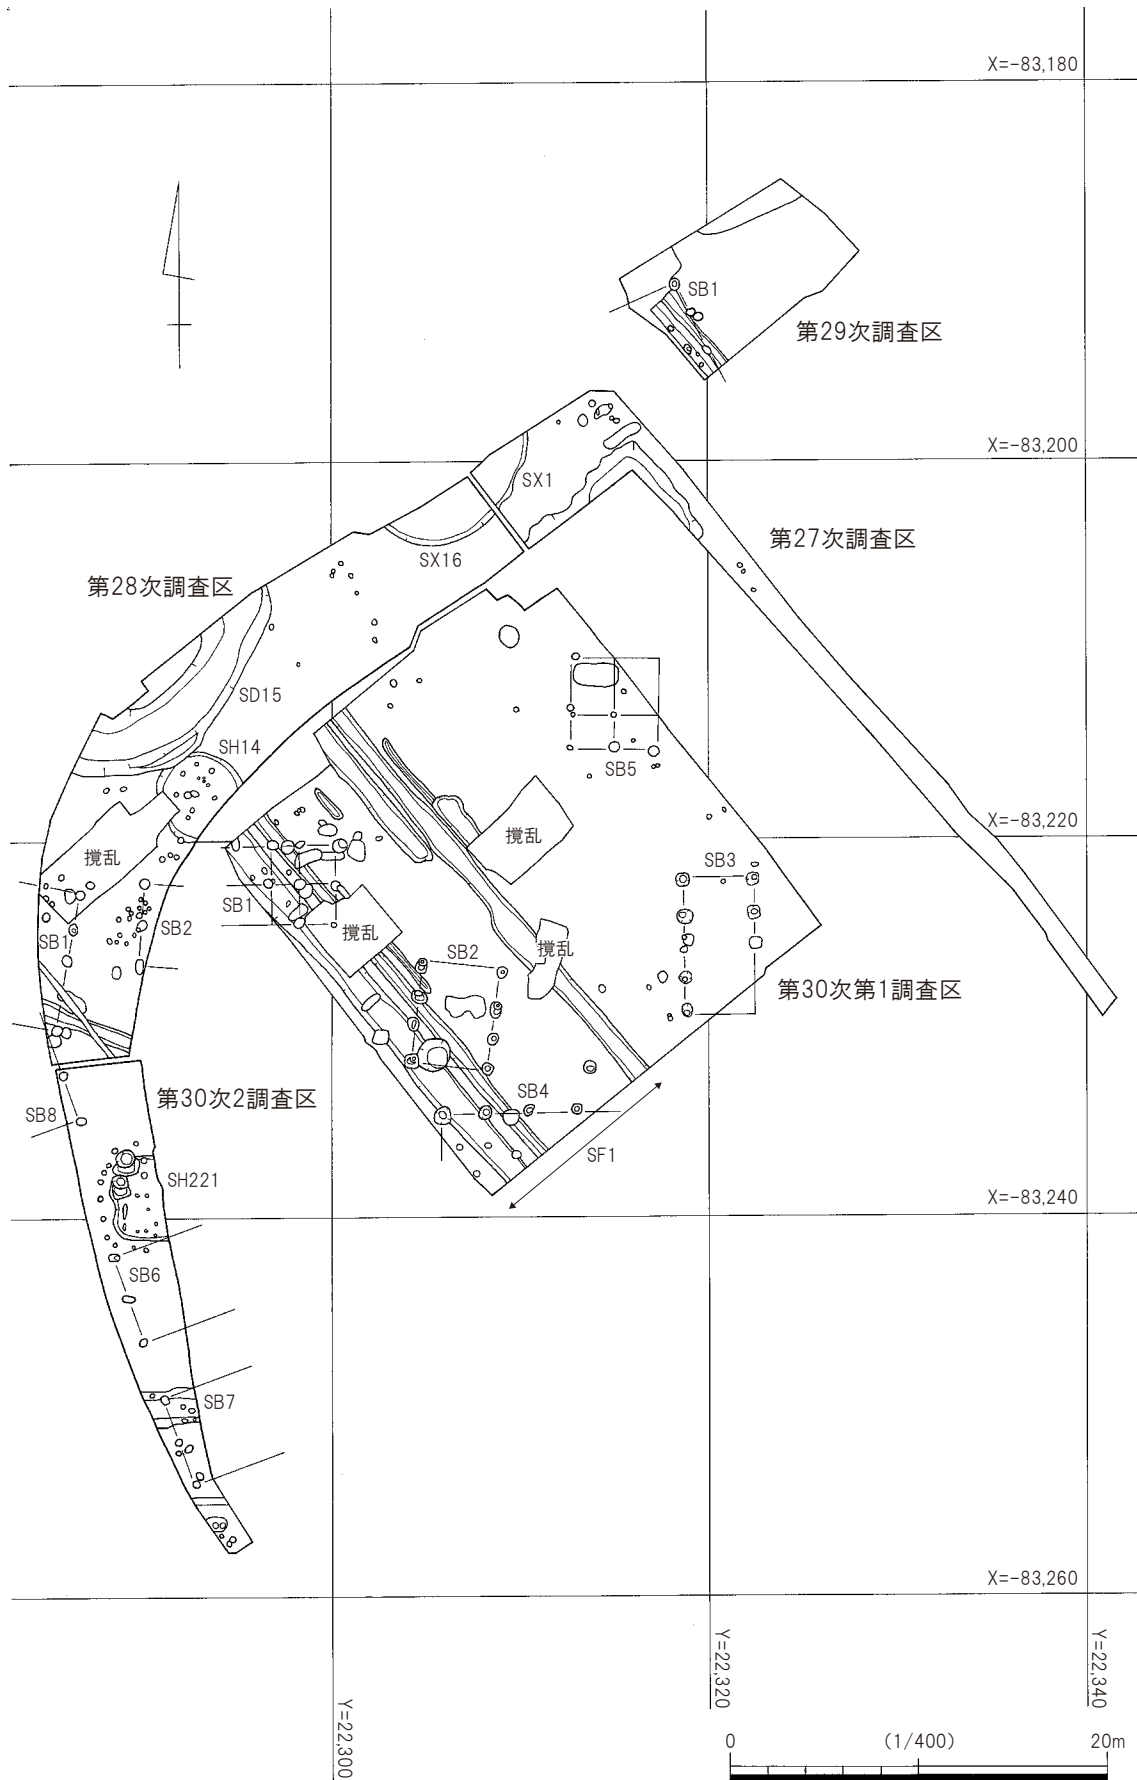 X=-83,180
SB1
第29次調査区
X=-83,200
SX1
第27次調査区
SX16
第28次調査区
SD15
SH14
SB5
X=-83,220
撹乱
撹乱
SB3
SB1
SB2
SB1
撹乱
SB2
撹乱
第30次第1調査区
第30次2調査区
SB8
SB4
SF1
SH221
X=-83,240
SB6
SB7
X=-83,260
Y=22,300
Y=22,320
Y=22,340
0 (1/400) 20m